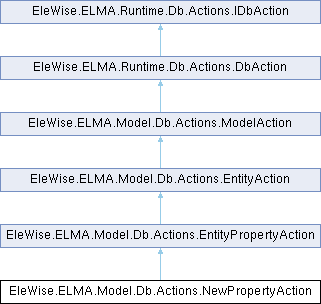 EleWise.ELMA.Runtime.Db.Actions.IDbAction
EleWise.ELMA.Runtime.Db.Actions.DbAction
EleWise.ELMA.Model.Db.Actions.ModelAction
EleWise.ELMA.Model.Db.Actions.EntityAction
EleWise.ELMA.Model.Db.Actions.EntityPropertyAction
EleWise.ELMA.Model.Db.Actions.NewPropertyAction